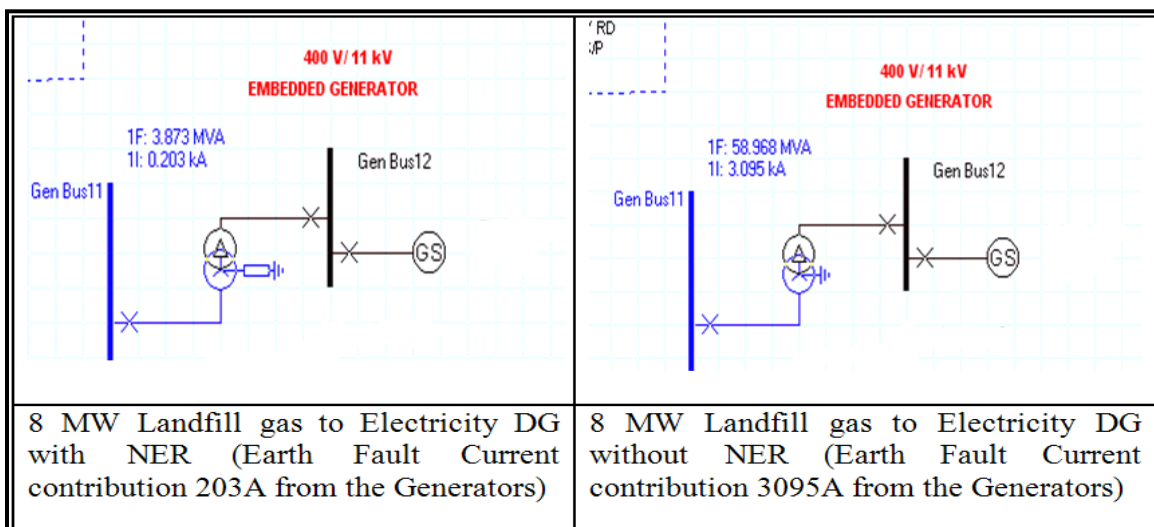 400 V/ 11 kV
EMBEDDED GENERATOR
1F: 3.873 MVA
1I: 0.203 kA
Gen Bus12
Gen Bus11
GS
8 MW Landfill gas to Electricity DG
with NER (Earth Fault Current
contribution 203A from the Generators)
RD
400 V/ 11 kV
EMBEDDED GENERATOR
1F: 58.968 MVA
1I: 3.095 kA
Gen Bus12
Gen Bus11
GS
8 MW Landfill gas to Electricity DG
without NER (Earth Fault Current
contribution 3095A from the Generators)